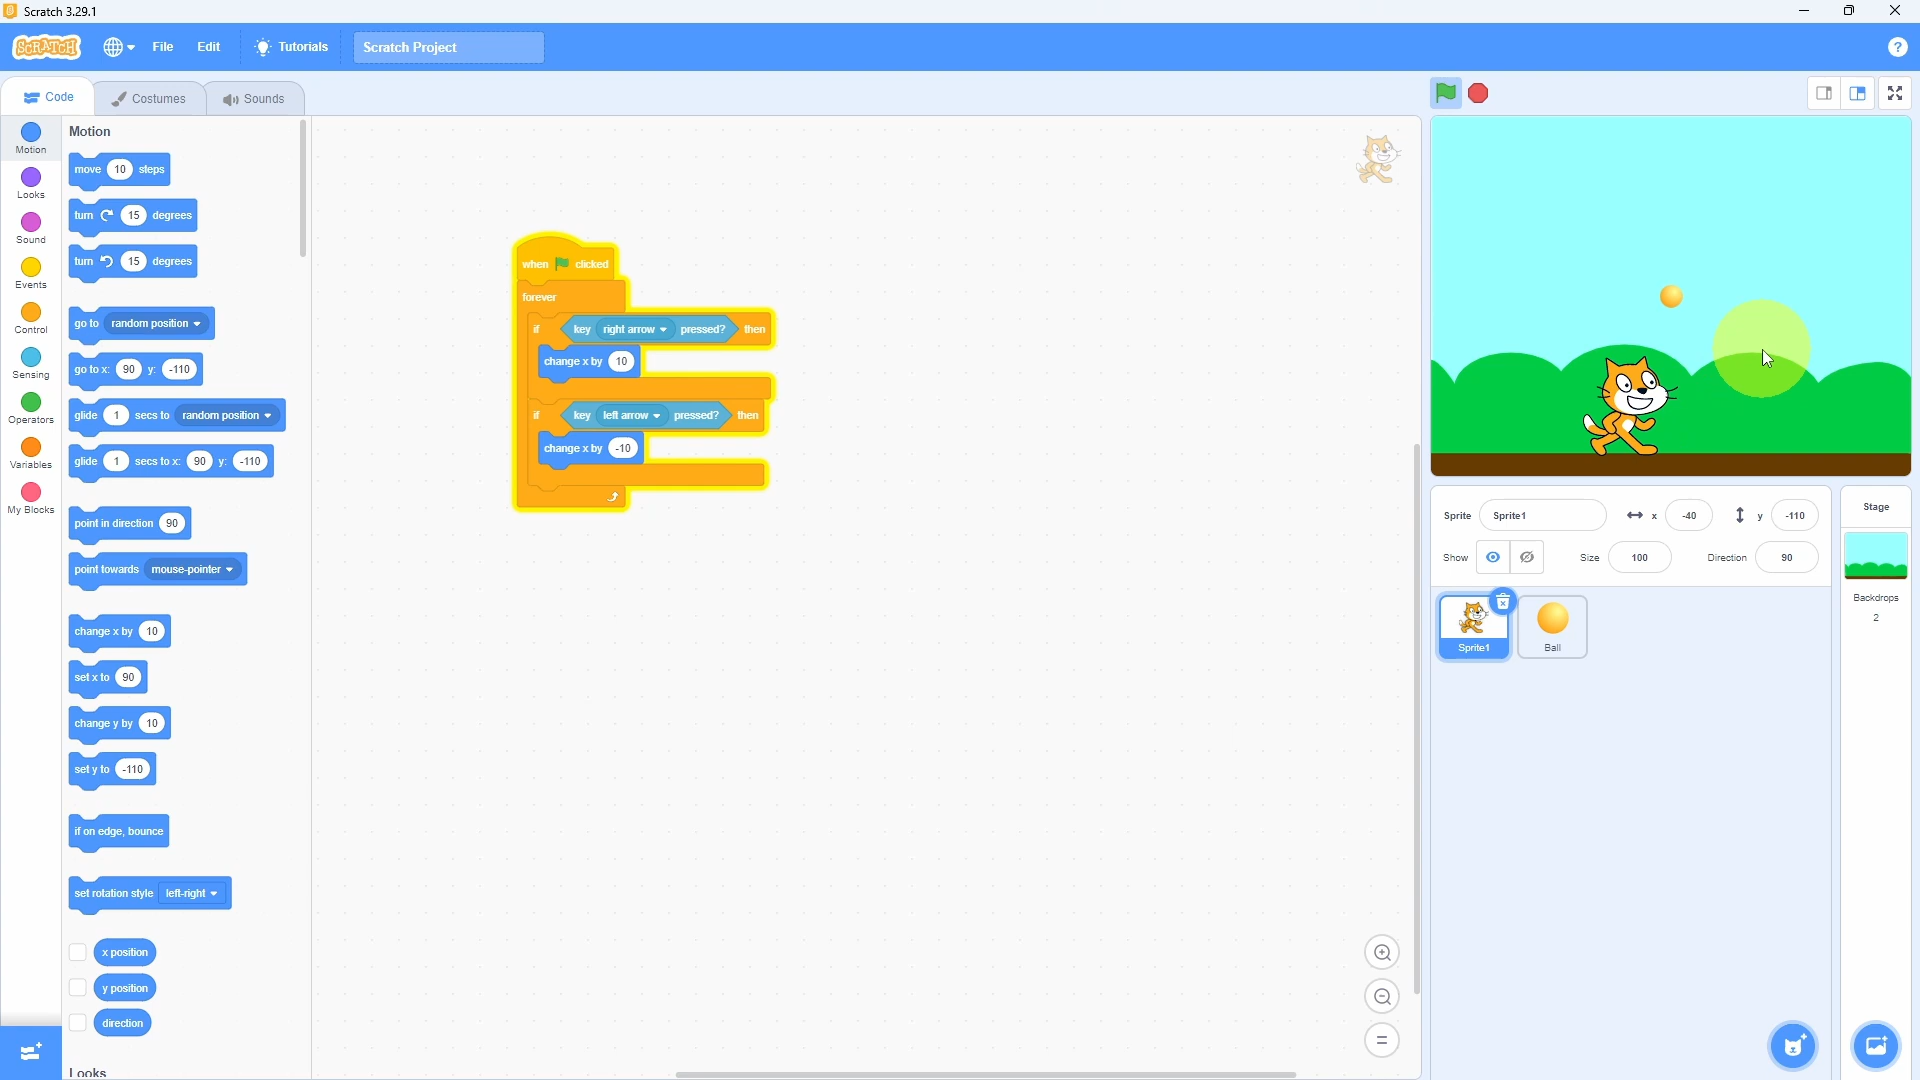 Scratch 3.29.1
SCRATCH File Edit Tutorials Scratch Project ?
Code Costumes Sounds
Motion
Looks
Sound
Events
Control
Sensing
Operators
Variables
My Blocks
Motion
move 10 steps
turn 15 degrees
turn 15 degrees
go to random position
go to x: 90 y: -110
glide 1 secs to random position
glide 1 secs to x: 90 y: -110
point in direction 90
point towards mouse-pointer
change x by 10
set x to 90
change y by 10
set y to -110
if on edge, bounce
set rotation style left-right
x position
y position
direction
Looks
when clicked
forever
if key right arrow pressed? then
change x by 10
if key left arrow pressed? then
change x by -10
Sprite Sprite1 x -40 y -110
Show Size 100 Direction 90
Sprite1
Ball
Stage
Backdrops
2